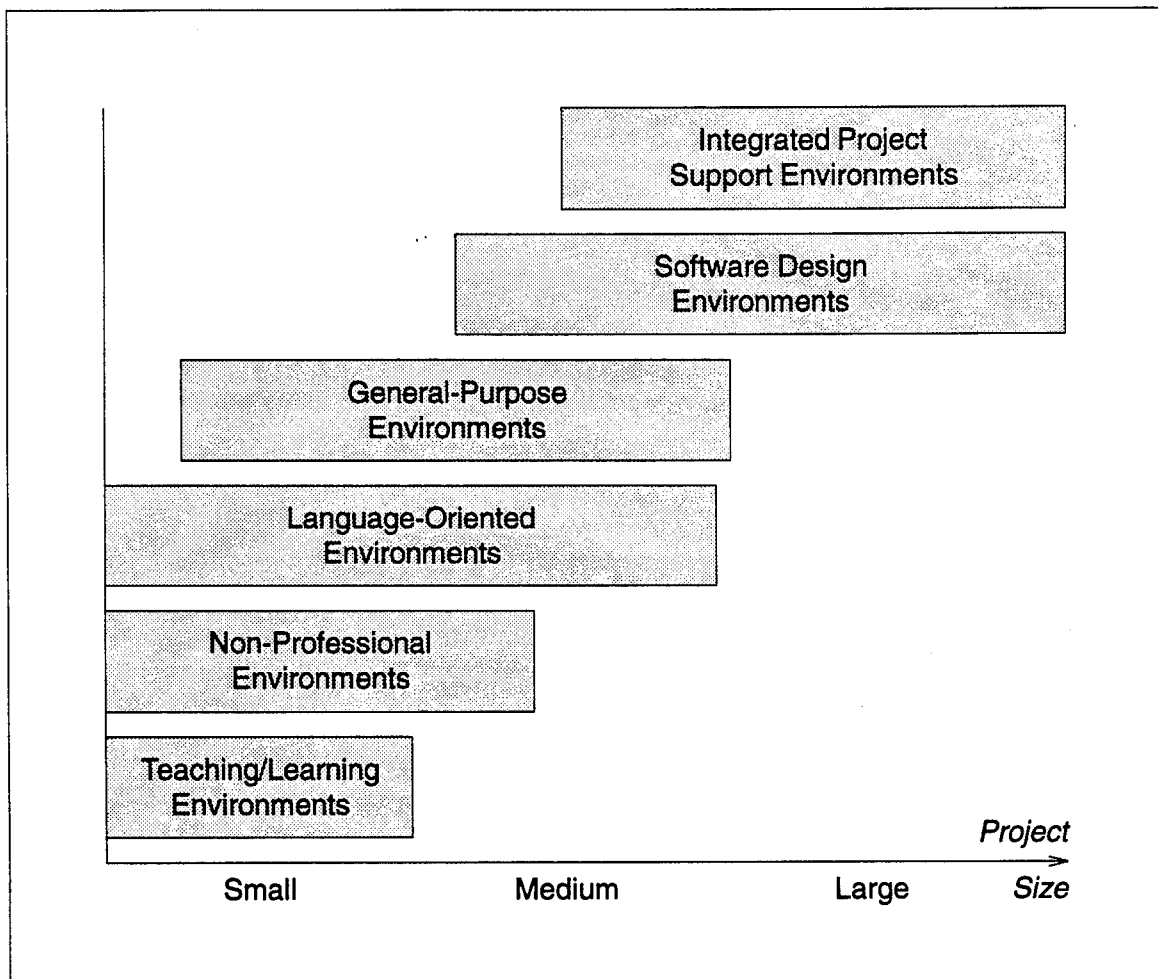 Integrated Project
Support Environments
Software Design
Environments
General-Purpose
Environments
Language-Oriented
Environments
Non-Professional
Environments
Teaching/Learning
Environments
Project
Small Medium Large Size